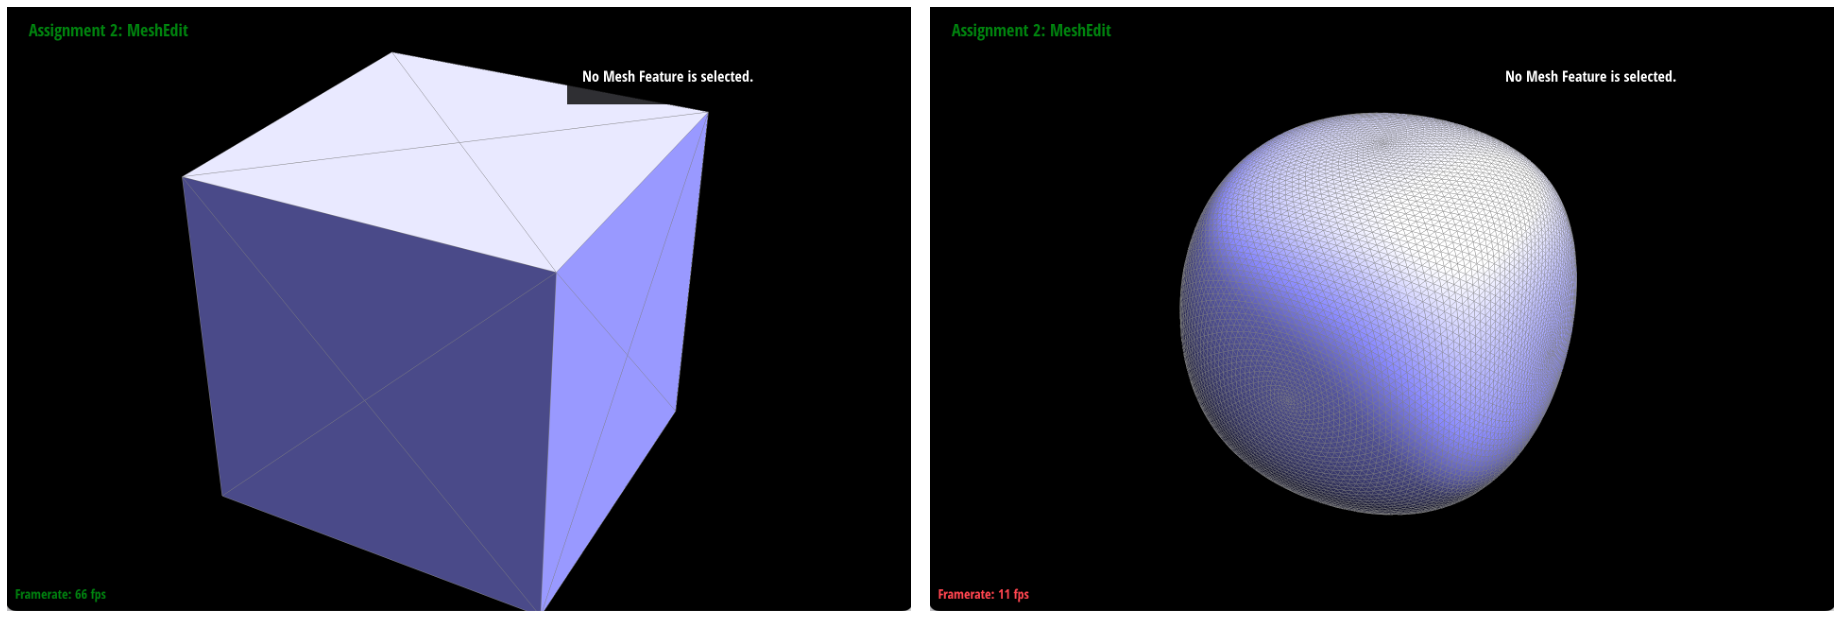 Assignment 2: MeshEdit
No Mesh Feature is selected.
Framerate: 66 fps
Assignment 2: MeshEdit
No Mesh Feature is selected.
Framerate: 11 fps